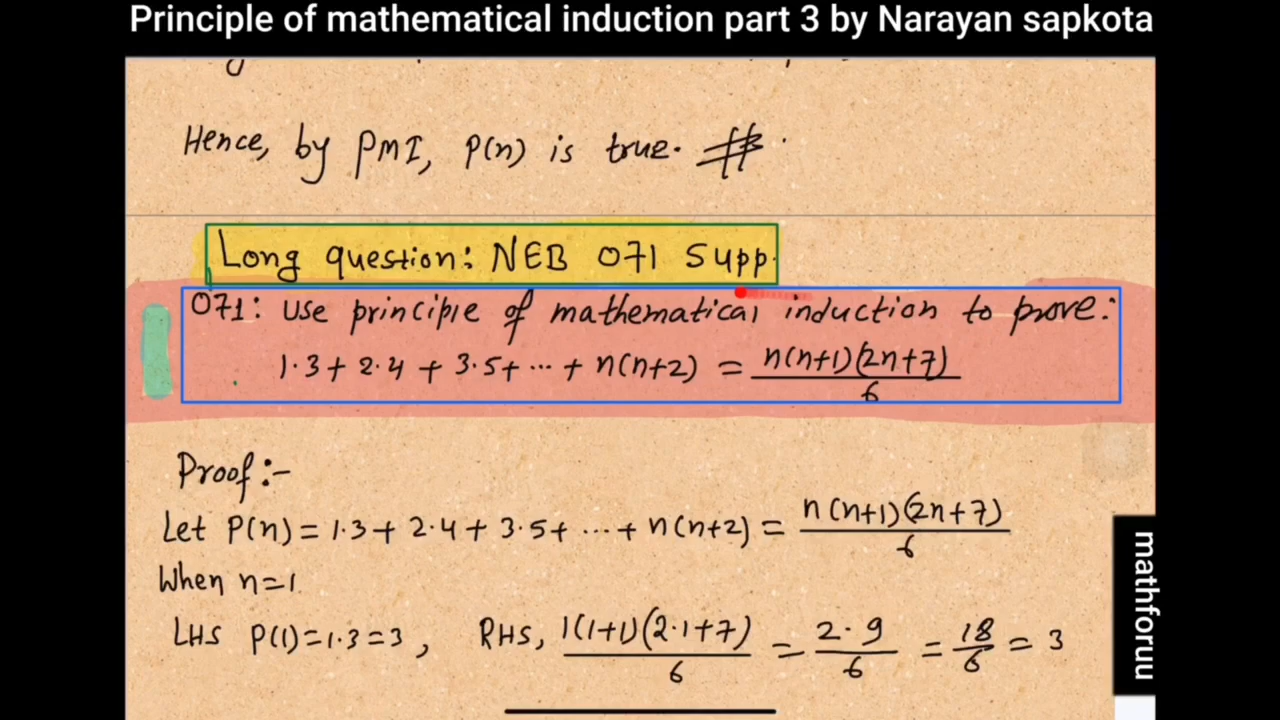 Principle of mathematical induction part 3 by Narayan sapkota
Hence, by PMI, P(n) is true.
Long question: NEB 071 Supp.
071: Use principle of mathematical induction to prove:
1·3 + 2·4 + 3·5 + ... + n(n+2) = n(n+1)(2n+7)/6
Proof:-
Let P(n) = 1·3 + 2·4 + 3·5 + ... + n(n+2) = n(n+1)(2n+7)/6
When n=1
LHS P(1)=1·3=3, RHS, 1(1+1)(2·1+7)/6 = 2·9/6 = 18/6 = 3
mathforuu